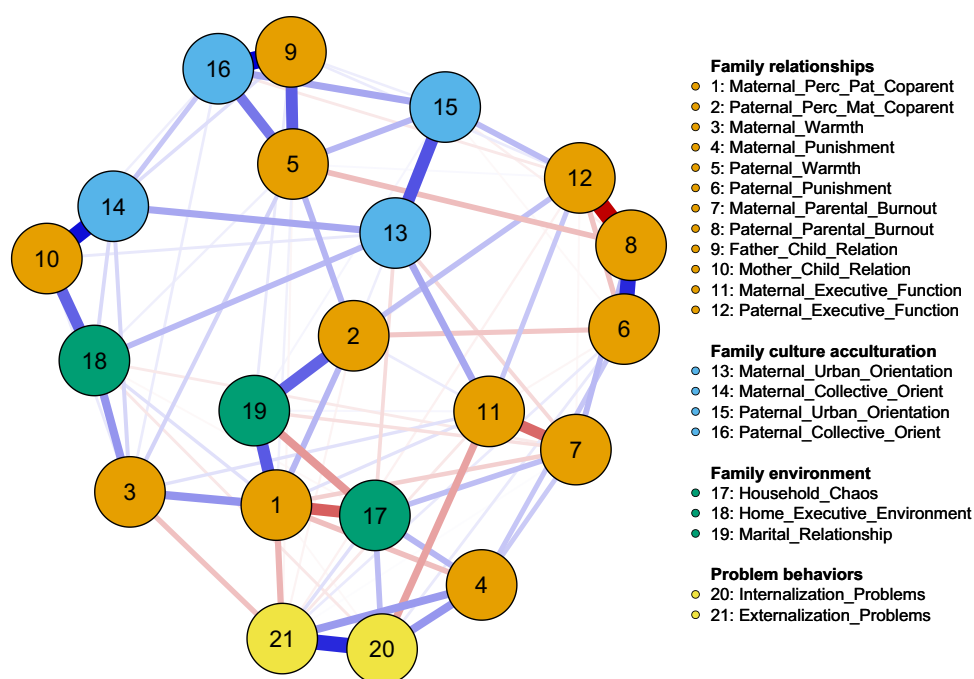 9
16
15
5
12
14
13
8
10
6
2
18
19
11
7
3
1
17
4
21
20
Family relationships
1: Maternal_Perc_Pat_Coparent
2: Paternal_Perc_Mat_Coparent
3: Maternal_Warmth
4: Maternal_Punishment
5: Paternal_Warmth
6: Paternal_Punishment
7: Maternal_Parental_Burnout
8: Paternal_Parental_Burnout
9: Father_Child_Relation
10: Mother_Child_Relation
11: Maternal_Executive_Function
12: Paternal_Executive_Function
Family culture acculturation
13: Maternal_Urban_Orientation
14: Maternal_Collective_Orient
15: Paternal_Urban_Orientation
16: Paternal_Collective_Orient
Family environment
17: Household_Chaos
18: Home_Executive_Environment
19: Marital_Relationship
Problem behaviors
20: Internalization_Problems
21: Externalization_Problems